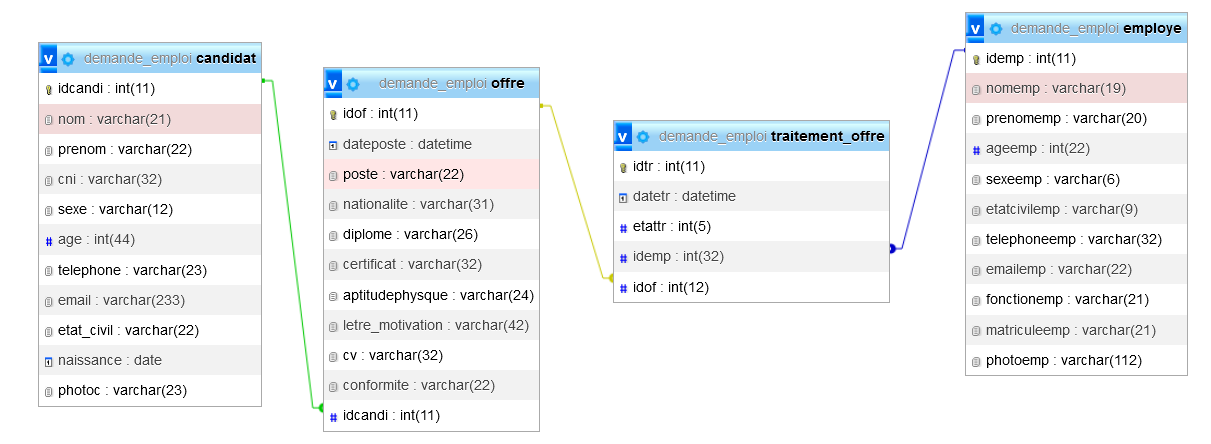 demande_emploi candidat
idcandi : int(11)
nom : varchar(21)
prenom : varchar(22)
cni : varchar(32)
sexe : varchar(12)
age : int(44)
telephone : varchar(23)
email : varchar(233)
etat_civil : varchar(22)
naissance : date
photoc : varchar(23)
demande_emploi offre
idof : int(11)
dateposte : datetime
poste : varchar(22)
nationalite : varchar(31)
diplome : varchar(26)
certificat : varchar(32)
aptitudephysque : varchar(24)
letre_motivation : varchar(42)
cv : varchar(32)
conformite : varchar(22)
idcandi : int(11)
demande_emploi traitement_offre
idtr : int(11)
datetr : datetime
etattr : int(5)
idemp : int(32)
idof : int(12)
demande_emploi employe
idemp : int(11)
nomemp : varchar(19)
prenomemp : varchar(20)
ageemp : int(22)
sexeemp : varchar(6)
etatcivilemp : varchar(9)
telephoneemp : varchar(32)
emailemp : varchar(22)
fonctionemp : varchar(21)
matriculeemp : varchar(21)
photoemp : varchar(112)